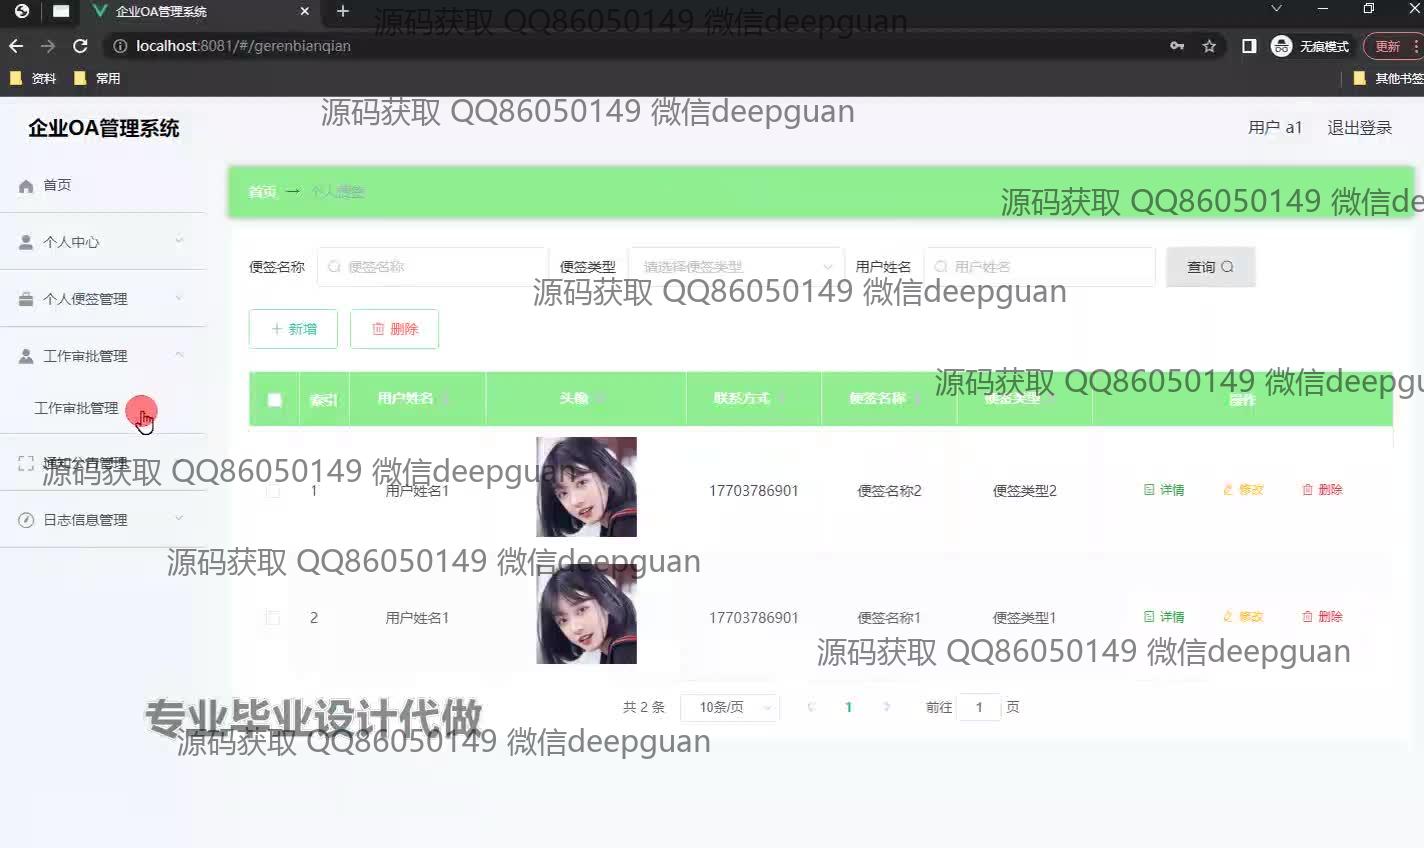 企业OA管理系统
localhost:8081/#/gerenbianqian
无痕模式
更新
资料
常用
其他书签
源码获取 QQ86050149 微信deepguan
源码获取 QQ86050149 微信deepguan
企业OA管理系统
用户 a1
退出登录
首页
个人中心
个人便签管理
工作审批管理
工作审批管理
通知公告管理
日志信息管理
首页 → 个人便签
源码获取 QQ86050149 微信de
便签名称 便签名称
便签类型 请选择便签类型
用户姓名 用户姓名
查询
源码获取 QQ86050149 微信deepguan
+ 新增
删除
源码获取 QQ86050149 微信deepgu
索引 用户姓名 头像 联系方式 便签名称 便签类型 操作
1 用户姓名1 17703786901 便签名称2 便签类型2 详情 修改 删除
源码获取 QQ86050149 微信deepguan
源码获取 QQ86050149 微信deepguan
2 用户姓名1 17703786901 便签名称1 便签类型1 详情 修改 删除
源码获取 QQ86050149 微信deepguan
共 2 条 10条/页 1 前往 1 页
专业毕业设计代做
源码获取 QQ86050149 微信deepguan